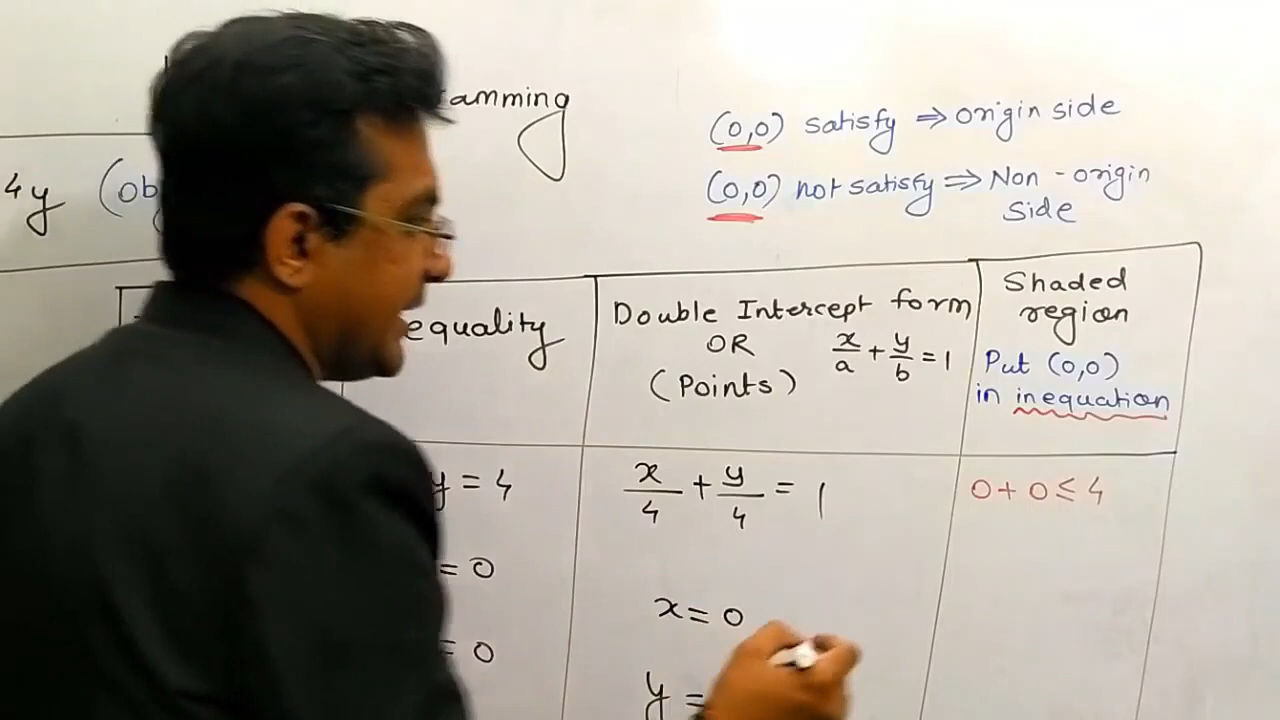 amming
(0,0) satisfy ⇒ origin side
4y (ob
(0,0) not satisfy ⇒ Non-origin
side
equality
Double Intercept form
OR x/a + y/b = 1
(Points)
Shaded
region
Put (0,0)
in inequation
y = 4
x/4 + y/4 = 1
0+0≤4
= 0
x = 0
= 0
y =